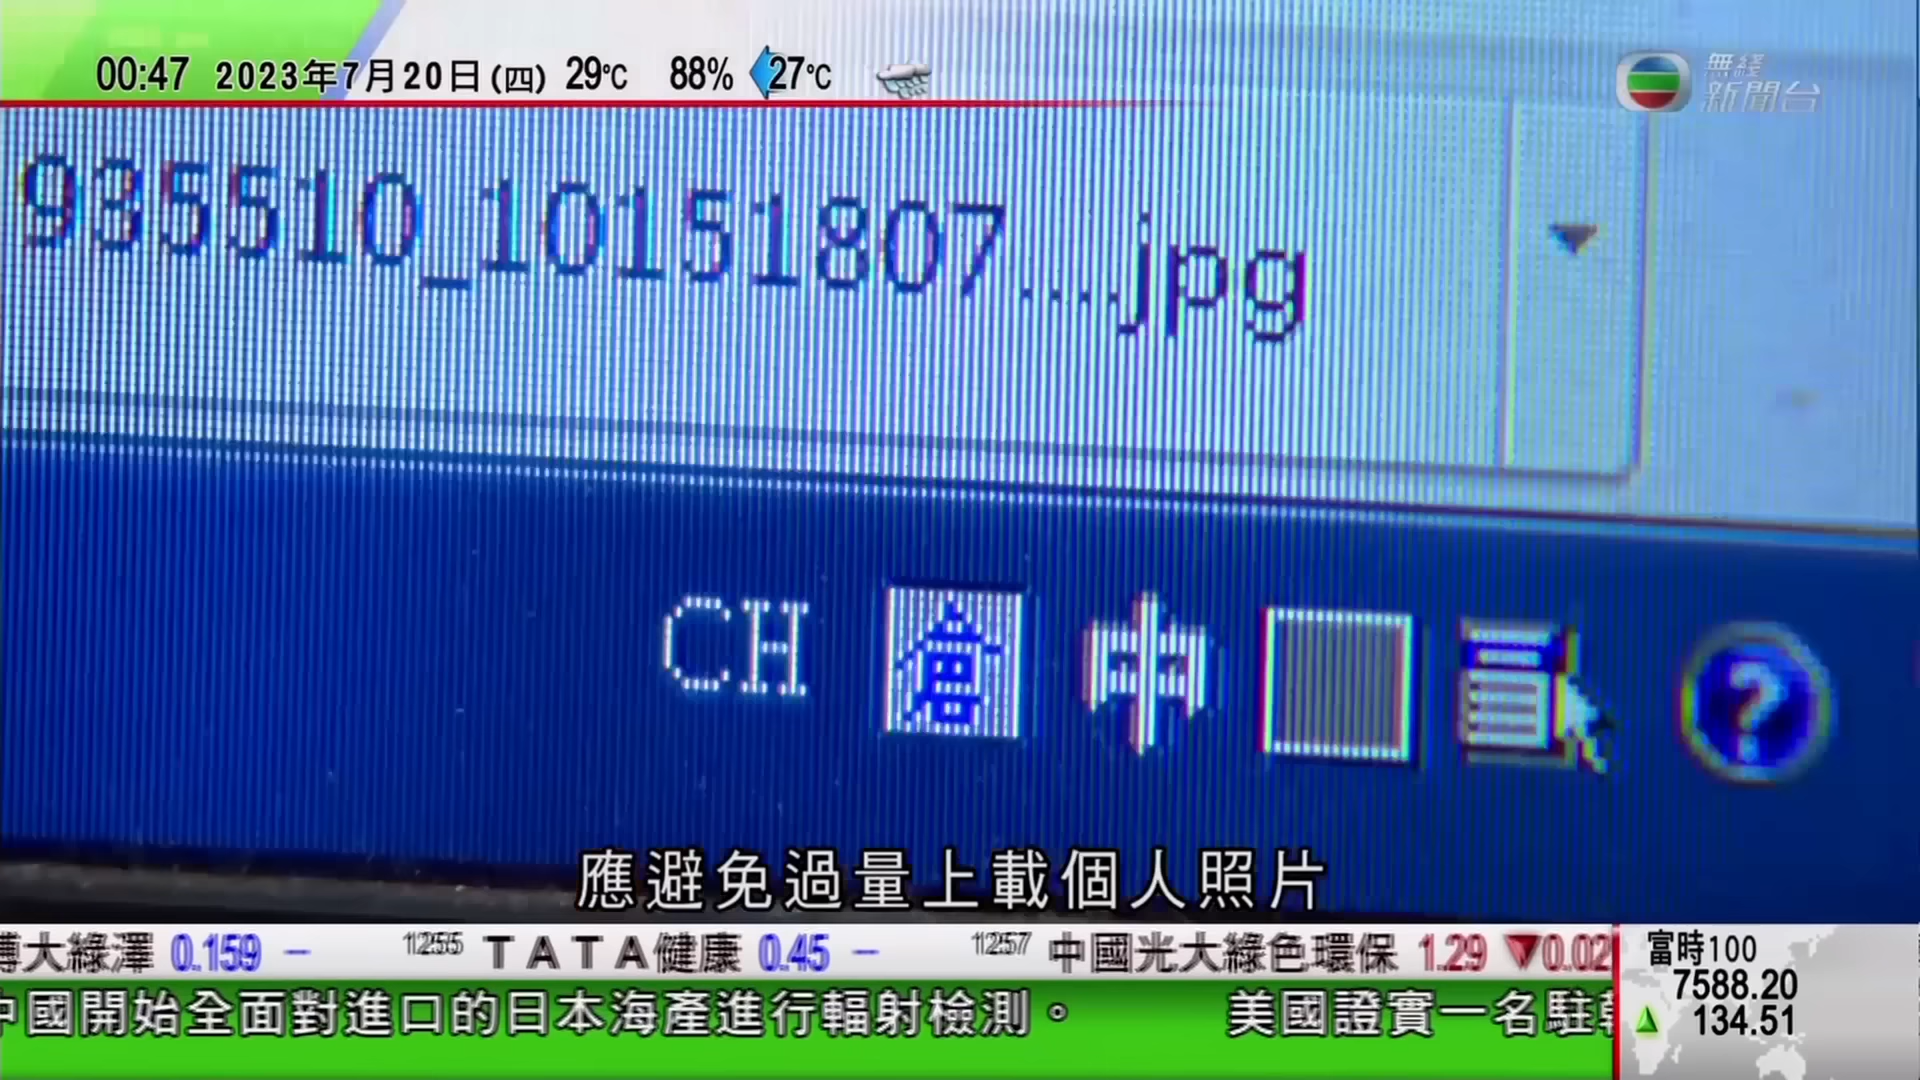 00:47 2023年7月20日(四) 29℃ 88% 27℃
無綫
新聞台
935510_10151807....jpg
CH 倉 中 ?
應避免過量上載個人照片
博大綠澤 0.159 – 1255 TATA健康 0.45 – 1257 中國光大綠色環保 1.29 ▼0.02
中國開始全面對進口的日本海產進行輻射檢測。 美國證實一名駐
富時100
7588.20
▲ 134.51